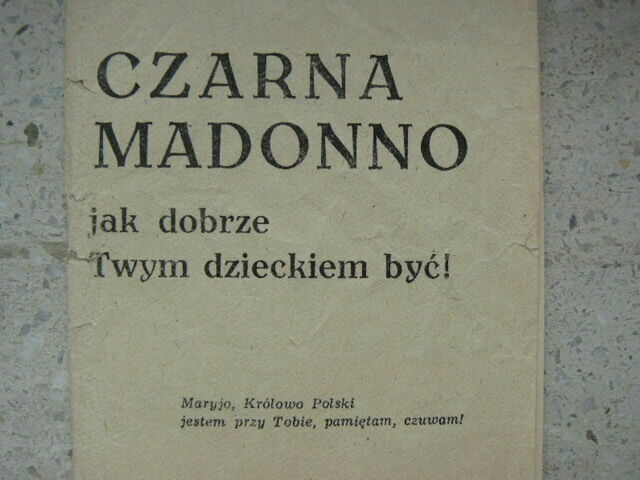 CZARNA
MADONNO
jak dobrze
Twym dzieckiem być!
Maryjo, Królowo Polski
jestem przy Tobie, pamiętam, czuwam!